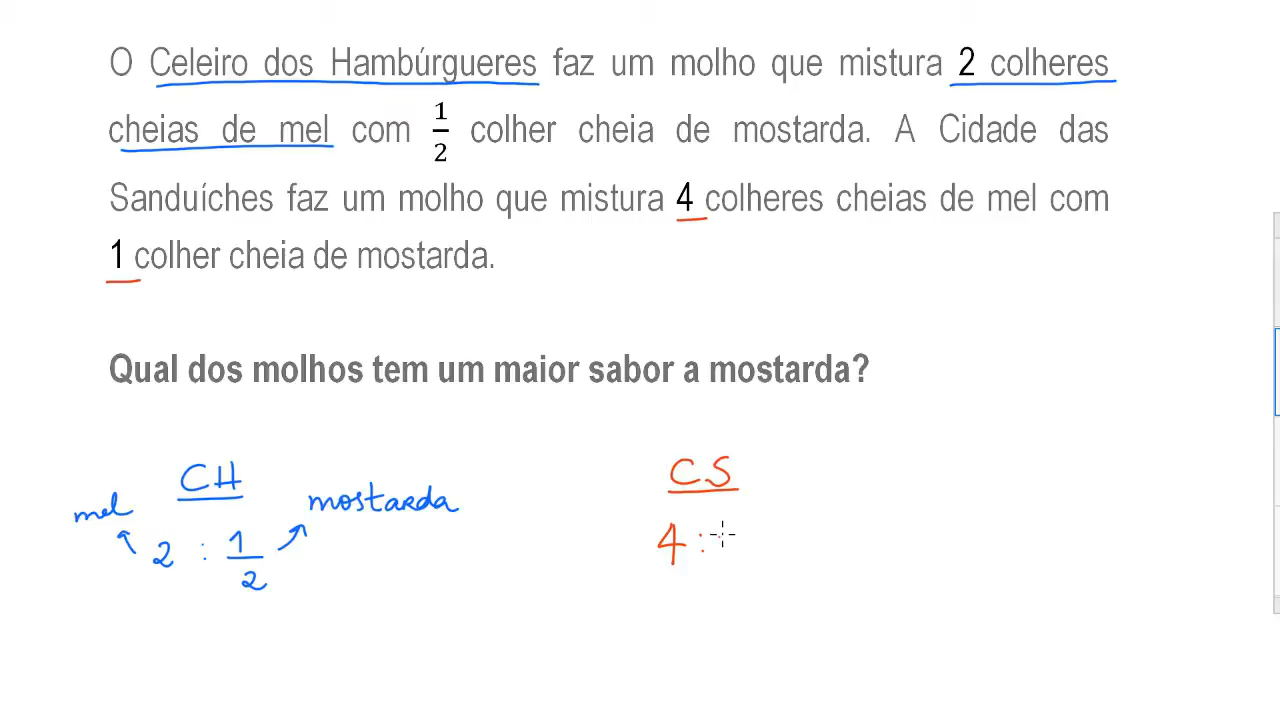 O Celeiro dos Hambúrgueres faz um molho que mistura 2 colheres
cheias de mel com 1/2 colher cheia de mostarda. A Cidade das
Sanduíches faz um molho que mistura 4 colheres cheias de mel com
1 colher cheia de mostarda.
Qual dos molhos tem um maior sabor a mostarda?
CH
mel
mostarda
2 : 1/2
CS
4 :